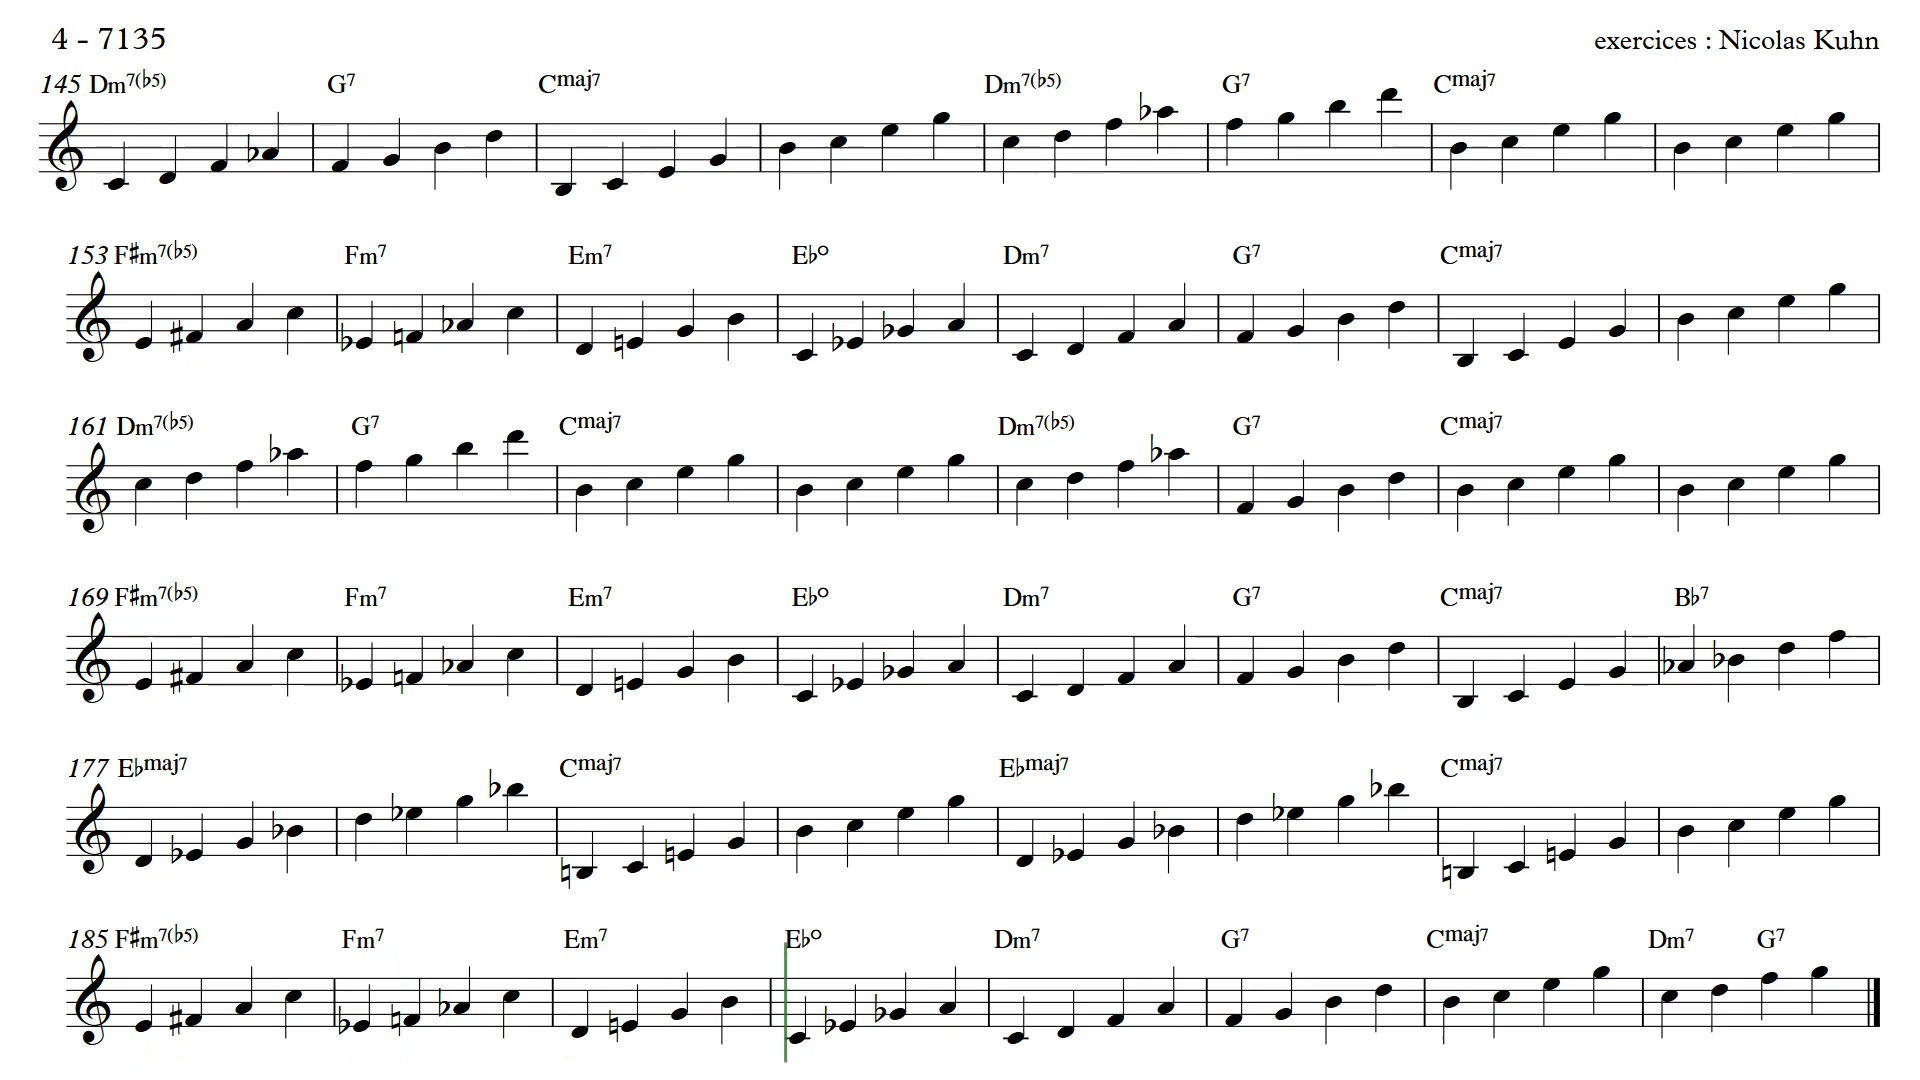 4 - 7135
exercices : Nicolas Kuhn
145 Dm7(♭5) G7 Cmaj7 Dm7(♭5) G7 Cmaj7
153 F♯m7(♭5) Fm7 Em7 E♭o Dm7 G7 Cmaj7
161 Dm7(♭5) G7 Cmaj7 Dm7(♭5) G7 Cmaj7
169 F♯m7(♭5) Fm7 Em7 E♭o Dm7 G7 Cmaj7 B♭7
177 E♭maj7 Cmaj7 E♭maj7 Cmaj7
185 F♯m7(♭5) Fm7 Em7 E♭o Dm7 G7 Cmaj7 Dm7 G7